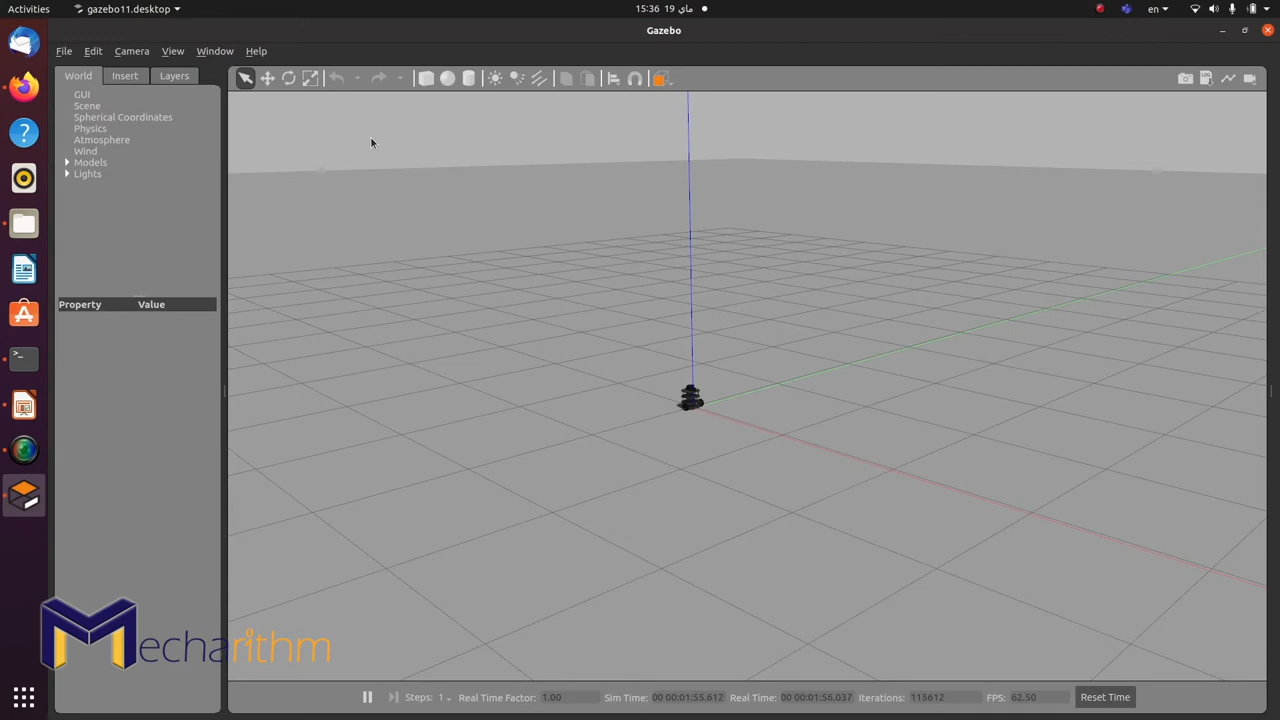 Activities gazebo11.desktop 15:36 19 ماي en
Gazebo
File Edit Camera View Window Help
World Insert Layers
GUI
Scene
Spherical Coordinates
Physics
Atmosphere
Wind
Models
Lights
Property Value
Mecharithm
Steps: 1 Real Time Factor: 1.00 Sim Time: 00 00:01:55.612 Real Time: 00 00:01:56.037 Iterations: 115612 FPS: 62.50 Reset Time